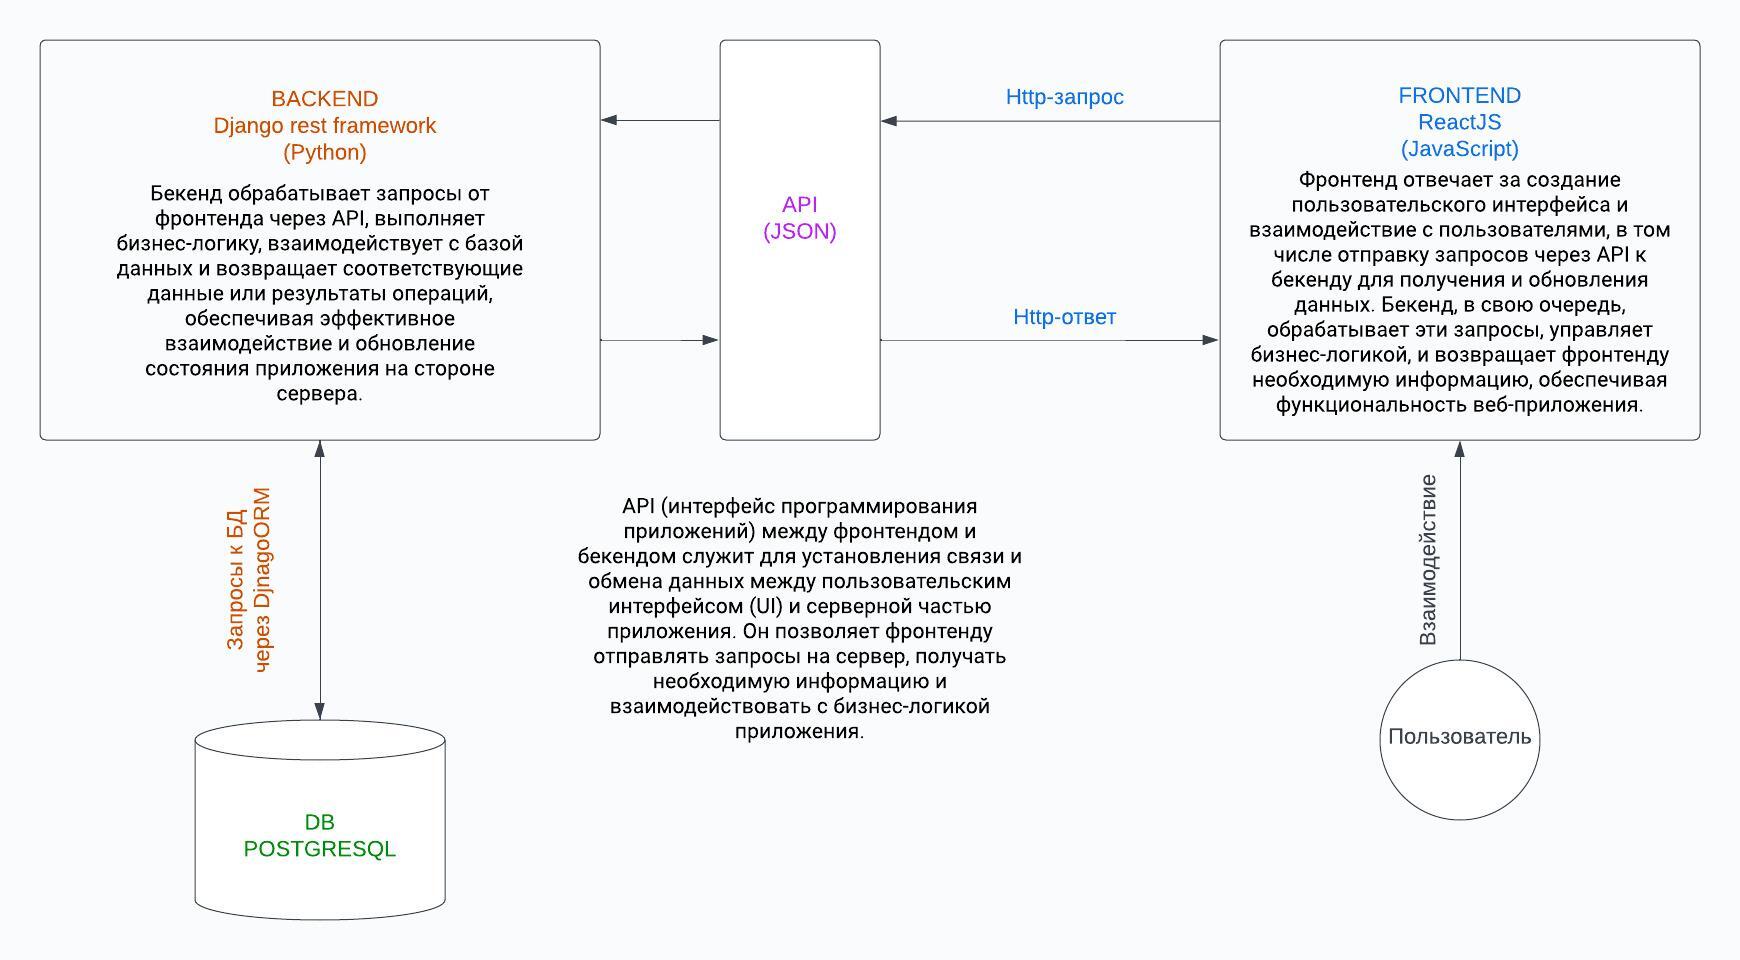 BACKEND
Django rest framework
(Python)
Бекенд обрабатывает запросы от
фронтенда через API, выполняет
бизнес-логику, взаимодействует с базой
данных и возвращает соответствующие
данные или результаты операций,
обеспечивая эффективное
взаимодействие и обновление
состояния приложения на стороне
сервера.
API
(JSON)
Http-запрос
Http-ответ
FRONTEND
ReactJS
(JavaScript)
Фронтенд отвечает за создание
пользовательского интерфейса и
взаимодействие с пользователями, в том
числе отправку запросов через API к
бекенду для получения и обновления
данных. Бекенд, в свою очередь,
обрабатывает эти запросы, управляет
бизнес-логикой, и возвращает фронтенду
необходимую информацию, обеспечивая
функциональность веб-приложения.
Запросы к БД
через DjnagoORM
API (интерфейс программирования
приложений) между фронтендом и
бекендом служит для установления связи и
обмена данных между пользовательским
интерфейсом (UI) и серверной частью
приложения. Он позволяет фронтенду
отправлять запросы на сервер, получать
необходимую информацию и
взаимодействовать с бизнес-логикой
приложения.
Взаимодействие
Пользователь
DB
POSTGRESQL